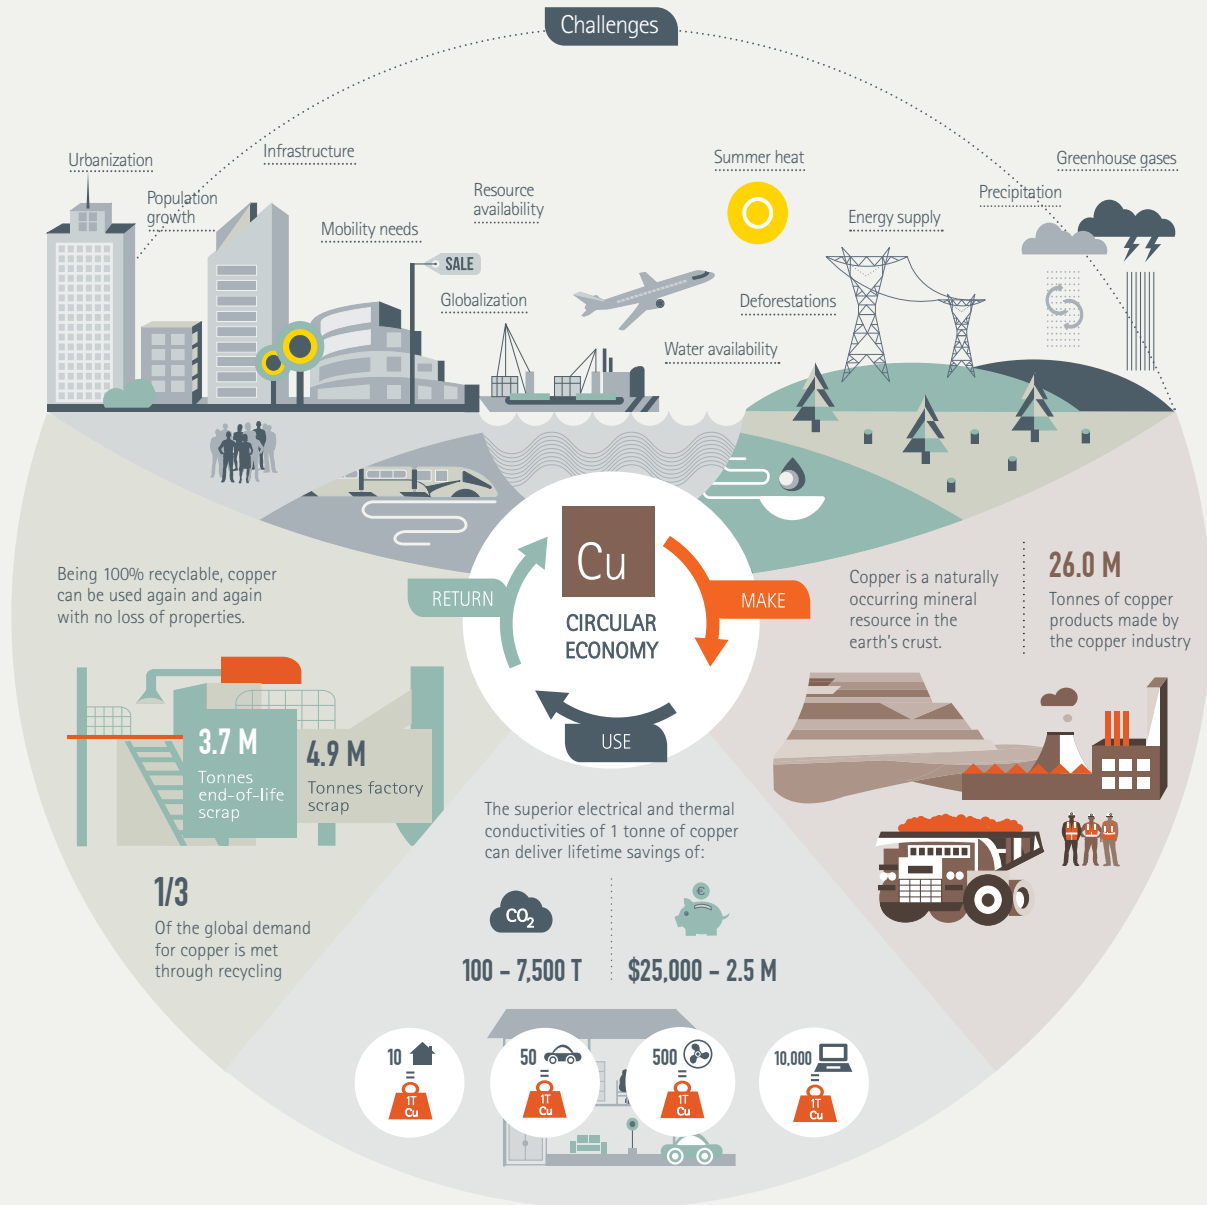 Challenges
Urbanization
Infrastructure
Population
growth
Mobility needs
SALE
Resource
availability
Globalization
Summer heat
Energy supply
Deforestations
Water availability
Greenhouse gases
Precipitation
Cu
CIRCULAR
ECONOMY
RETURN
MAKE
USE
Being 100% recyclable, copper
can be used again and again
with no loss of properties.
3.7 M
Tonnes
end-of-life
scrap
4.9 M
Tonnes factory
scrap
1/3
Of the global demand
for copper is met
through recycling
Copper is a naturally
occurring mineral
resource in the
earth's crust.
26.0 M
Tonnes of copper
products made by
the copper industry
The superior electrical and thermal
conductivities of 1 tonne of copper
can deliver lifetime savings of:
CO₂
€
100 – 7,500 T
$25,000 – 2.5 M
10
=
1T
Cu
50
=
1T
Cu
500
=
1T
Cu
10,000
=
1T
Cu